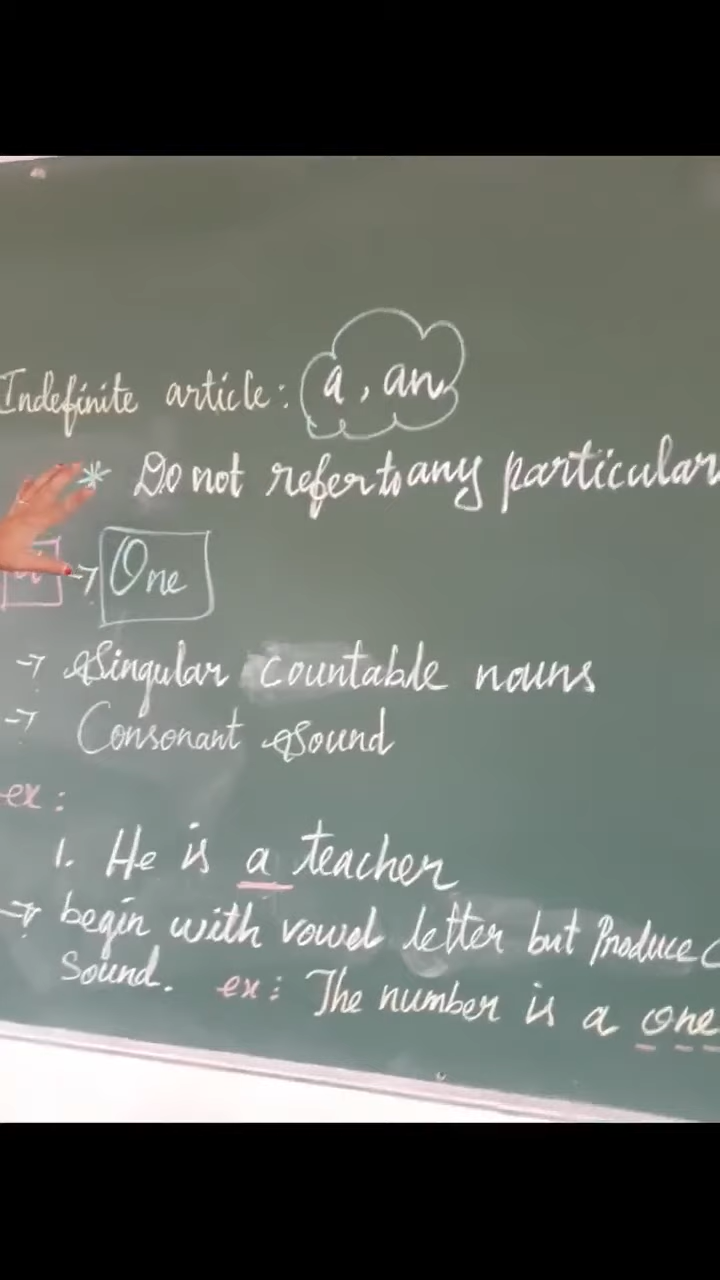 Indefinite article: a, an
* Do not refer to any particular
a → One
→ Singular countable nouns
→ Consonant Sound
ex:
1. He is a teacher
→ begin with vowel letter but Produce C
Sound. ex: The number is a one